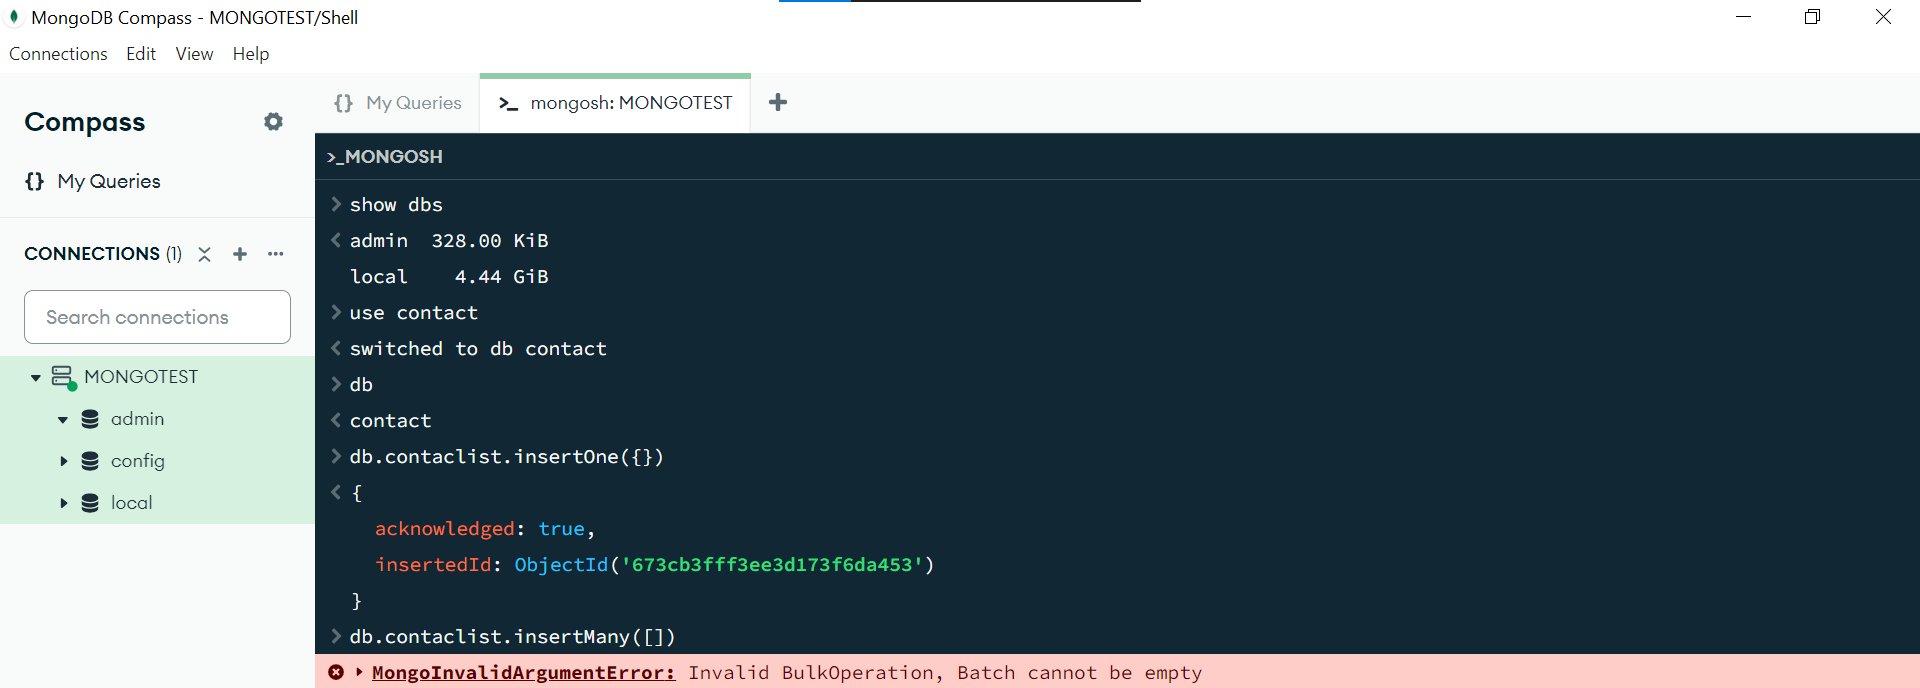 MongoDB Compass - MONGOTEST/Shell
Connections Edit View Help
Compass
{} My Queries
CONNECTIONS (1)
Search connections
MONGOTEST
admin
config
local
{} My Queries
>_ mongosh: MONGOTEST
>_MONGOSH
> show dbs
< admin  328.00 KiB
local    4.44 GiB
> use contact
< switched to db contact
> db
< contact
> db.contaclist.insertOne({})
< {
acknowledged: true,
insertedId: ObjectId('673cb3fff3ee3d173f6da453')
}
> db.contaclist.insertMany([])
MongoInvalidArgumentError: Invalid BulkOperation, Batch cannot be empty